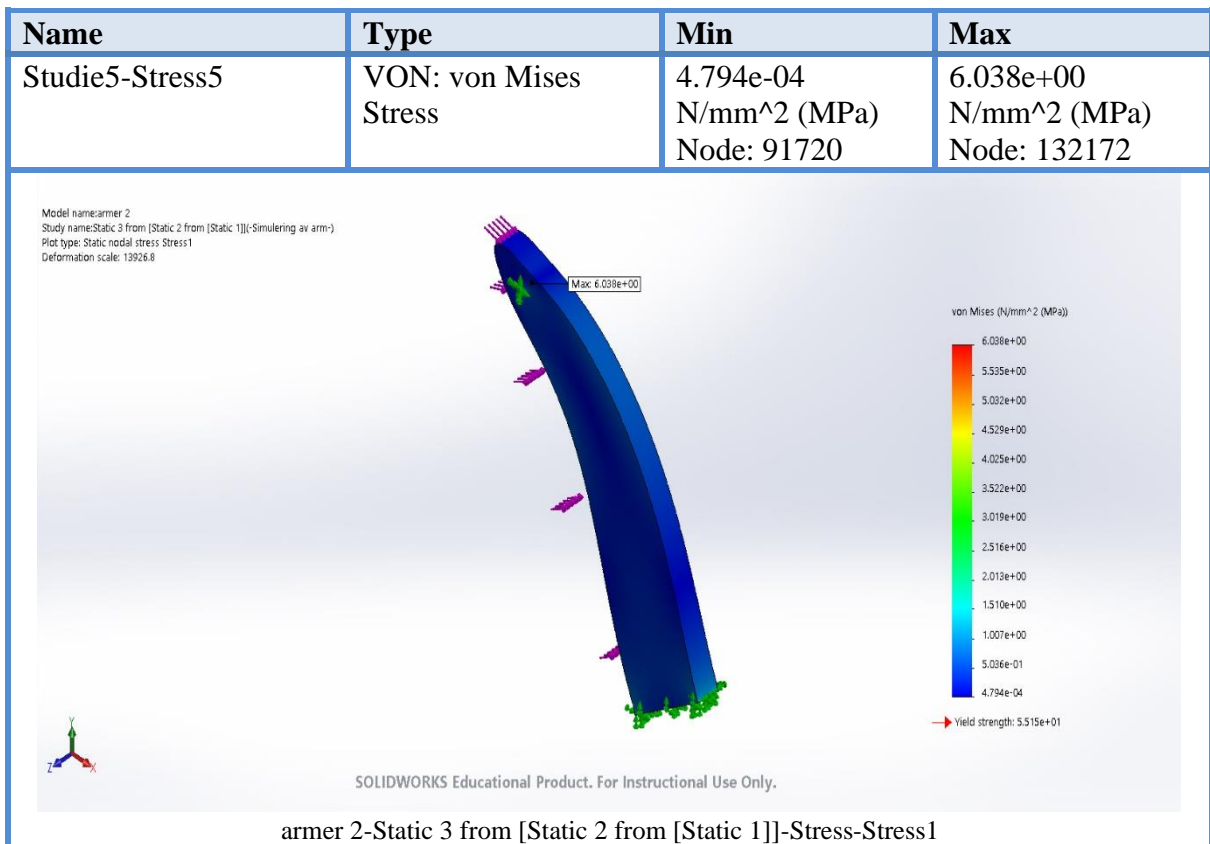 Name Type Min Max
Studie5-Stress5 VON: von Mises 4.794e-04 6.038e+00
Stress N/mm^2 (MPa) N/mm^2 (MPa)
Node: 91720 Node: 132172
Model name:armer 2
Study name:Static 3 from [Static 2 from [Static 1]](-Simulering av arm-)
Plot type: Static nodal stress Stress1
Deformation scale: 13926.8
Max: 6.038e+00
von Mises (N/mm^2 (MPa))
6.038e+00
5.535e+00
5.032e+00
4.529e+00
4.025e+00
3.522e+00
3.019e+00
2.516e+00
2.013e+00
1.510e+00
1.007e+00
5.036e-01
4.794e-04
Yield strength: 5.515e+01
Y
Z X
SOLIDWORKS Educational Product. For Instructional Use Only.
armer 2-Static 3 from [Static 2 from [Static 1]]-Stress-Stress1